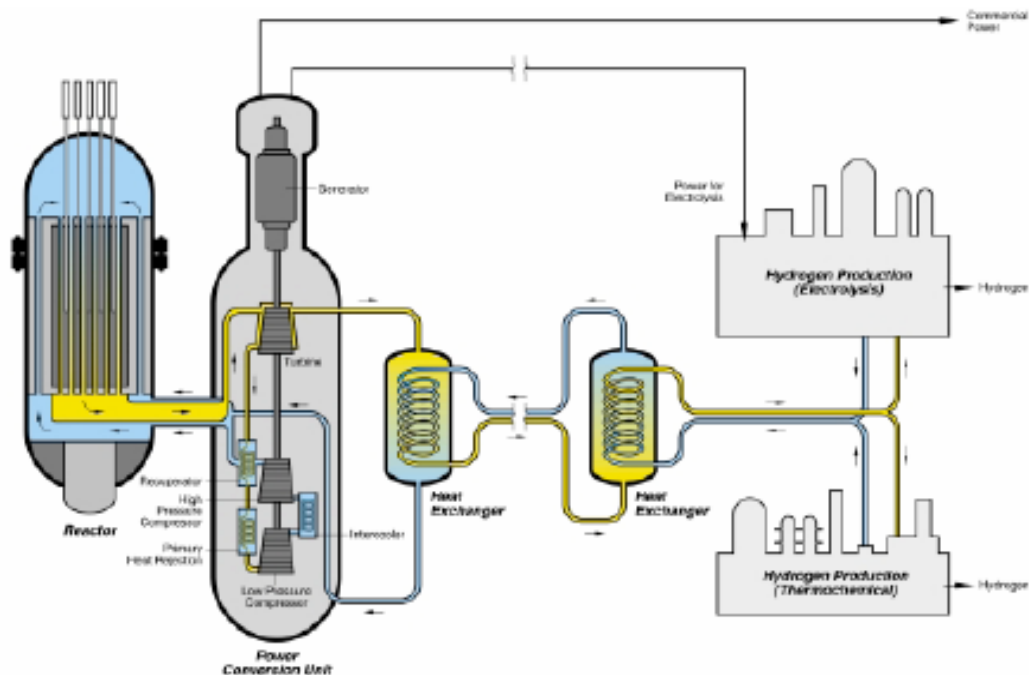 Commercial
Power
Generator
Power for
Electrolysis
Hydrogen Production
(Electrolysis)
Hydrogen
Turbine
Recuperator
High
Pressure
Compressor
Intercooler
Primary
Heat Rejection
Low Pressure
Compressor
Power
Conversion Unit
Reactor
Heat
Exchanger
Heat
Exchanger
Hydrogen Production
(Thermochemical)
Hydrogen